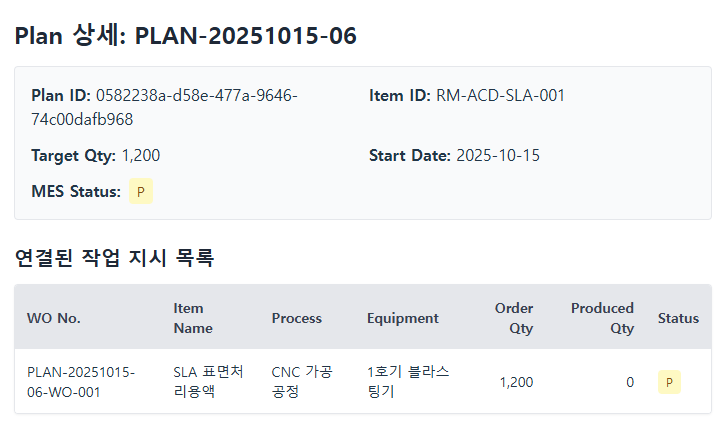 Plan 상세: PLAN-20251015-06
Plan ID: 0582238a-d58e-477a-9646-
74c00dafb968
Item ID: RM-ACD-SLA-001
Target Qty: 1,200
Start Date: 2025-10-15
MES Status: P
연결된 작업 지시 목록
WO No. Item Name Process Equipment Order Qty Produced Qty Status
PLAN-20251015-
06-WO-001
SLA 표면처
리용액
CNC 가공
공정
1호기 블라스
팅기
1,200
0
P